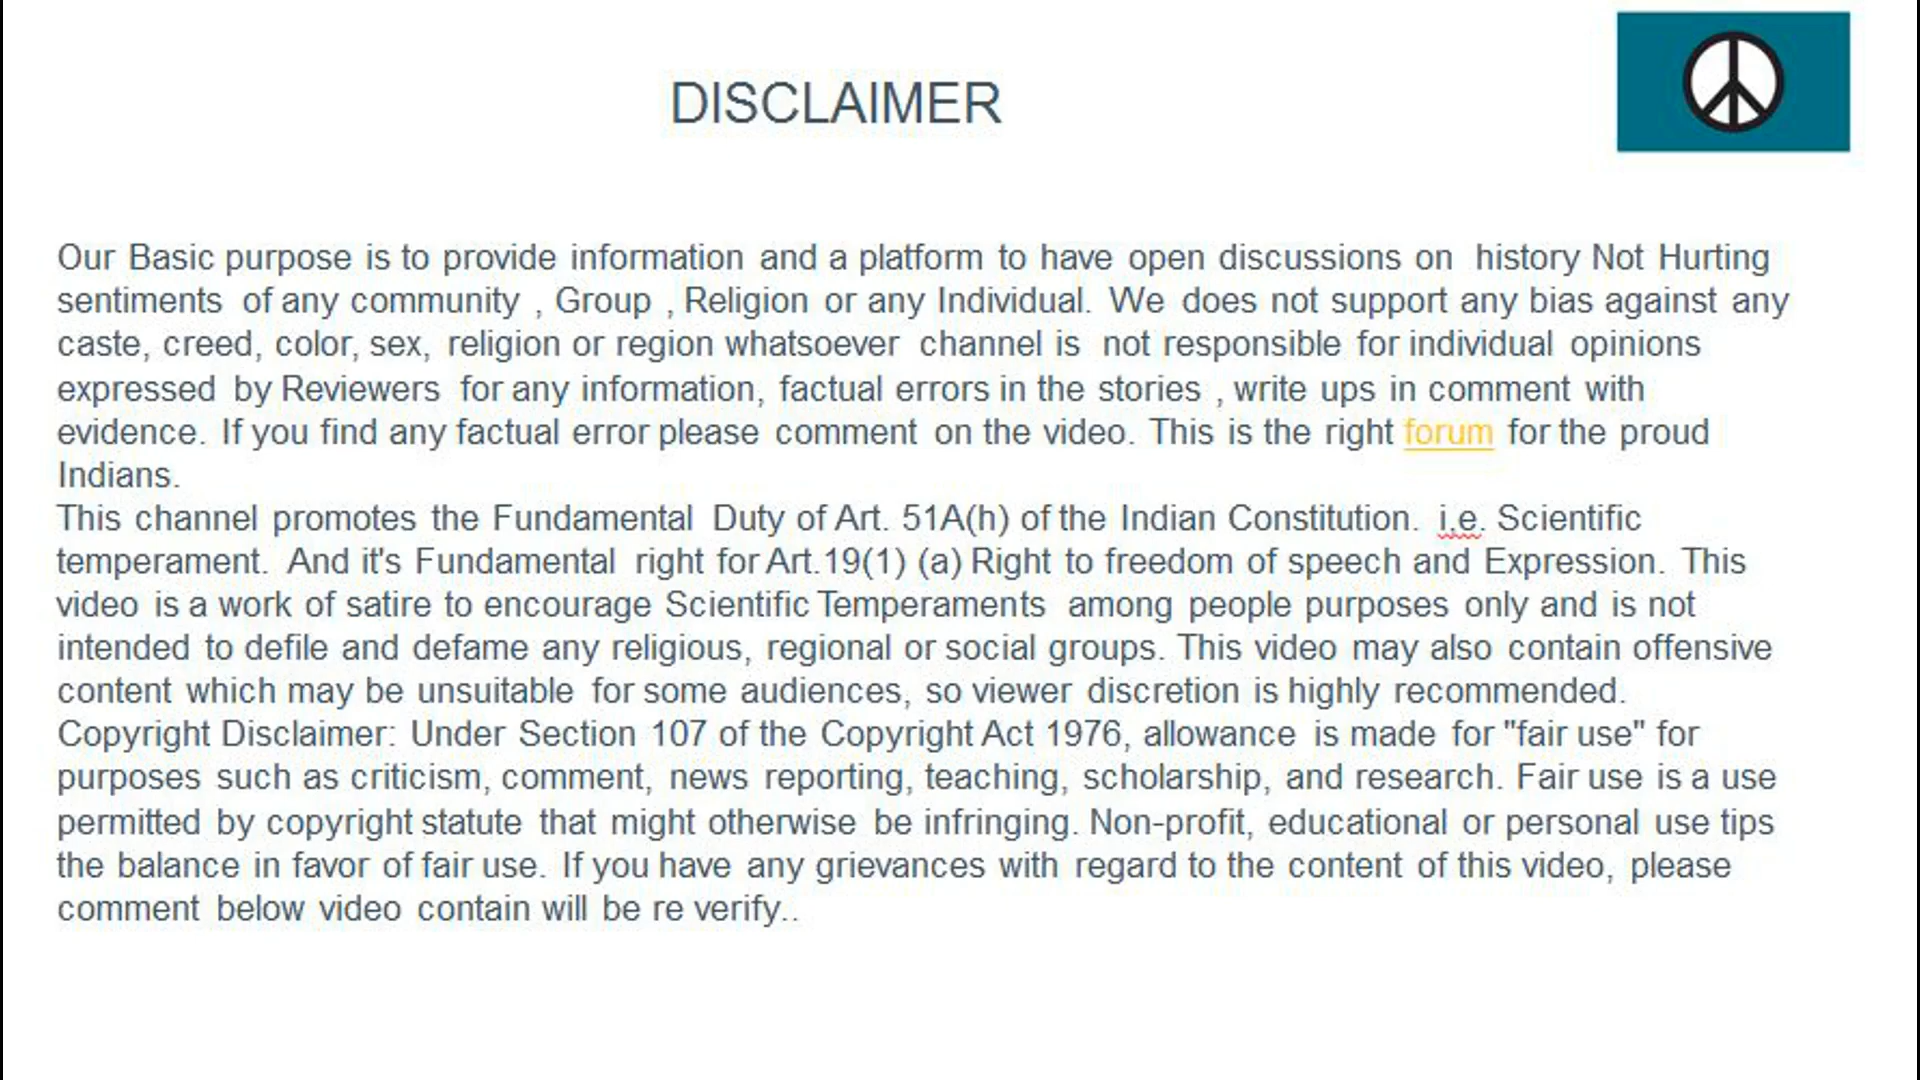 DISCLAIMER
Our Basic purpose is to provide information and a platform to have open discussions on history Not Hurting
sentiments of any community , Group , Religion or any Individual. We does not support any bias against any
caste, creed, color, sex, religion or region whatsoever channel is not responsible for individual opinions
expressed by Reviewers for any information, factual errors in the stories , write ups in comment with
evidence. If you find any factual error please comment on the video. This is the right forum for the proud
Indians.
This channel promotes the Fundamental Duty of Art. 51A(h) of the Indian Constitution. i.e. Scientific
temperament. And it's Fundamental right for Art.19(1) (a) Right to freedom of speech and Expression. This
video is a work of satire to encourage Scientific Temperaments among people purposes only and is not
intended to defile and defame any religious, regional or social groups. This video may also contain offensive
content which may be unsuitable for some audiences, so viewer discretion is highly recommended.
Copyright Disclaimer: Under Section 107 of the Copyright Act 1976, allowance is made for "fair use" for
purposes such as criticism, comment, news reporting, teaching, scholarship, and research. Fair use is a use
permitted by copyright statute that might otherwise be infringing. Non-profit, educational or personal use tips
the balance in favor of fair use. If you have any grievances with regard to the content of this video, please
comment below video contain will be re verify..